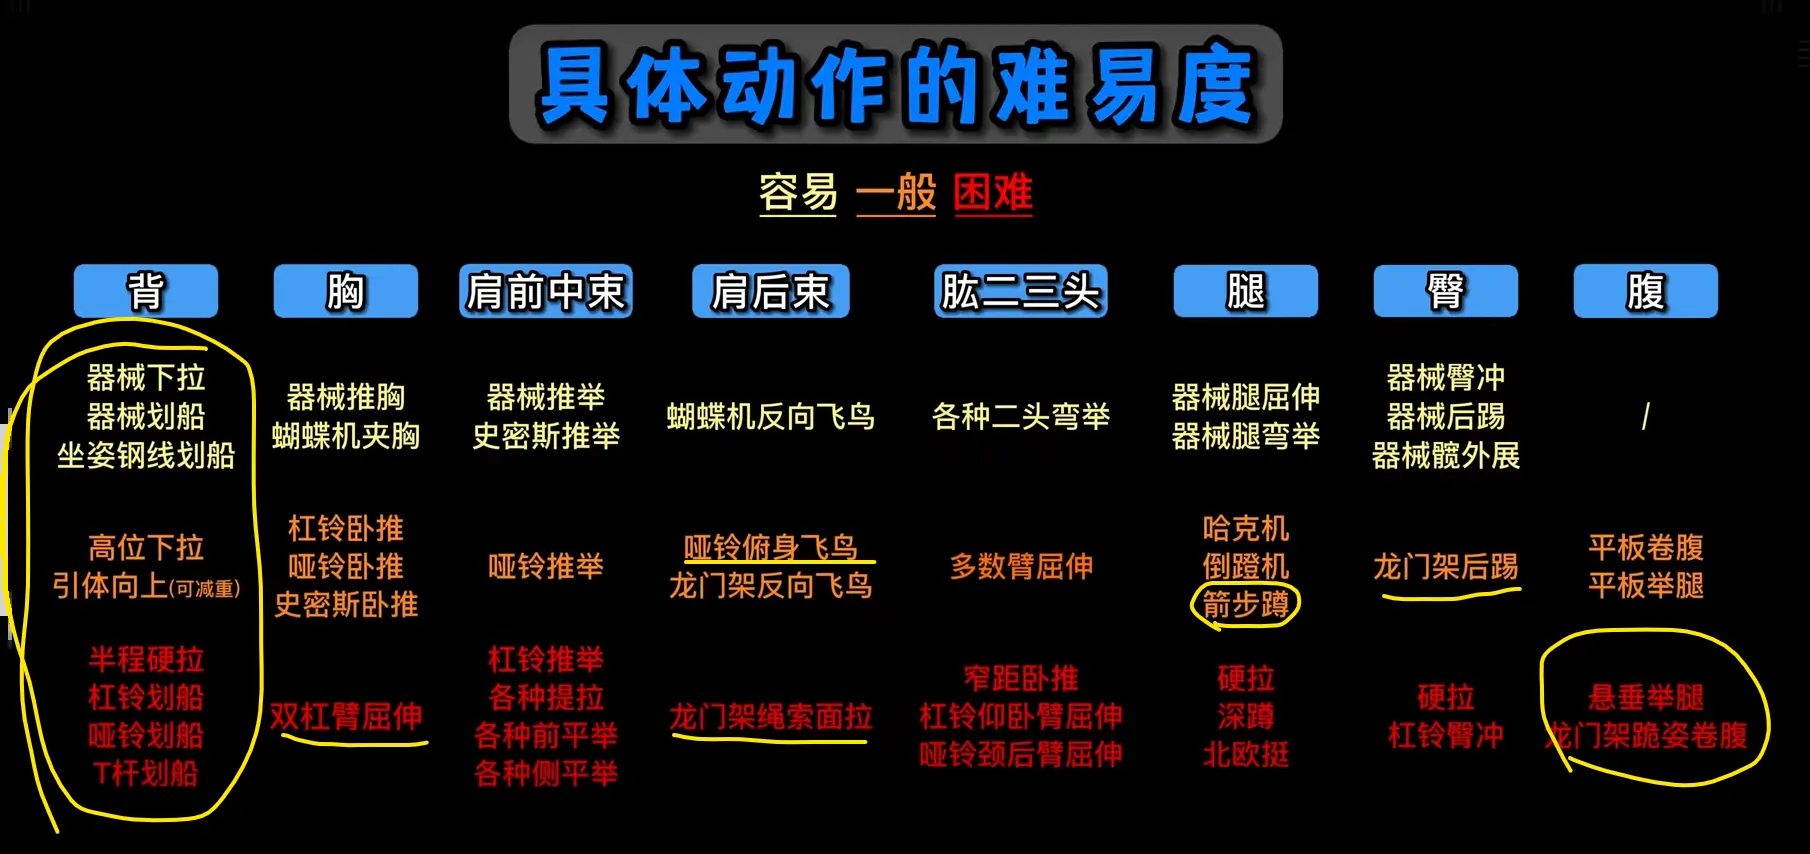 具体动作的难易度
容易 一般 困难
背
器械下拉
器械划船
坐姿钢线划船
高位下拉
引体向上(可减重)
半程硬拉
杠铃划船
哑铃划船
T杆划船
胸
器械推胸
蝴蝶机夹胸
杠铃卧推
哑铃卧推
史密斯卧推
双杠臂屈伸
肩前中束
器械推举
史密斯推举
哑铃推举
杠铃推举
各种提拉
各种前平举
各种侧平举
肩后束
蝴蝶机反向飞鸟
哑铃俯身飞鸟
龙门架反向飞鸟
龙门架绳索面拉
肱二三头
各种二头弯举
多数臂屈伸
窄距卧推
杠铃仰卧臂屈伸
哑铃颈后臂屈伸
腿
器械腿屈伸
器械腿弯举
哈克机
倒蹬机
箭步蹲
硬拉
深蹲
北欧挺
臀
器械臀冲
器械后踢
器械髋外展
龙门架后踢
硬拉
杠铃臀冲
腹
/
平板卷腹
平板举腿
悬垂举腿
龙门架跪姿卷腹